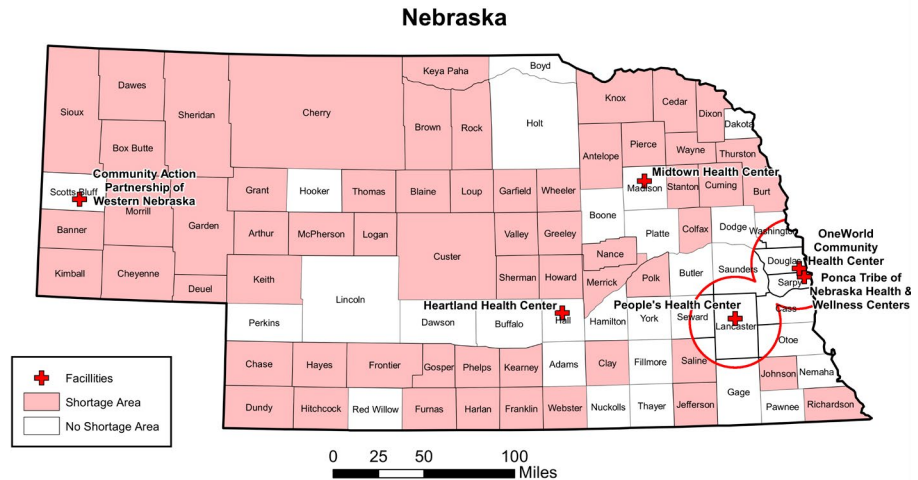 Nebraska
Boyd
Keya Paha
Dawes
Knox
Cedar
Sioux
Sheridan
Cherry
Dixon
Brown
Rock
Holt
Dakota
Box Butte
Pierce
Wayne
Antelope
Thurston
Community Action
Partnership of
Western Nebraska
Midtown Health Center
Scotts Bluff
Grant
Hooker
Thomas
Blaine
Loup
Garfield
Wheeler
Madison
Stanton
Cuming
Burt
Morrill
Boone
Banner
Garden
Arthur
McPherson
Logan
Valley
Greeley
Platte
Colfax
Dodge
Washington
OneWorld
Community
Health Center
Custer
Nance
Douglas
Kimball
Cheyenne
Keith
Sherman
Howard
Merrick
Polk
Butler
Saunders
Sarpy
Ponca Tribe of
Nebraska Health &
Wellness Centers
Deuel
Lincoln
Heartland Health Center
People's Health Center
Cass
Perkins
Dawson
Buffalo
Hall
Hamilton
York
Seward
Lancaster
Otoe
Chase
Hayes
Frontier
Gosper
Phelps
Kearney
Adams
Clay
Fillmore
Saline
Johnson
Nemaha
Gage
Dundy
Hitchcock
Red Willow
Furnas
Harlan
Franklin
Webster
Nuckolls
Thayer
Jefferson
Pawnee
Richardson
Facillities
Shortage Area
No Shortage Area
0 25 50 100
Miles